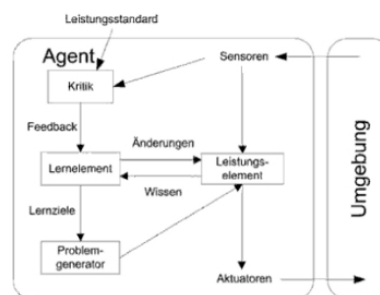 Leistungsstandard
Agent
Sensoren
Kritik
Feedback
Änderungen
Lernelement
Leistungs-
element
Wissen
Lernziele
Problem-
generator
Aktuatoren
Umgebung